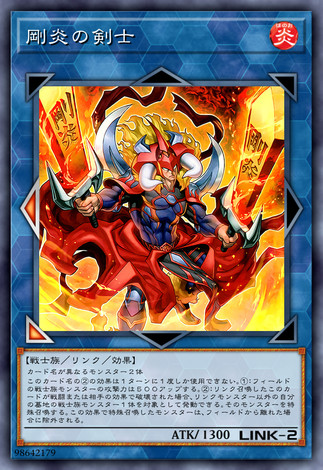 剛炎の剣士
炎
【戦士族／リンク／効果】
カード名が異なるモンスター２体
このカード名の②の効果は１ターンに１度しか使用できない。①：フィールド
の戦士族モンスターの攻撃力は５００アップする。②：リンク召喚したこのカ
ードが戦闘または相手の効果で破壊された場合、リンクモンスター以外の自分
の墓地の戦士族モンスター１体を対象として発動できる。そのモンスターを特
殊召喚する。この効果で特殊召喚したモンスターは、フィールドから離れた場
合に除外される。
ATK/ 1300 LINK-2
98642179